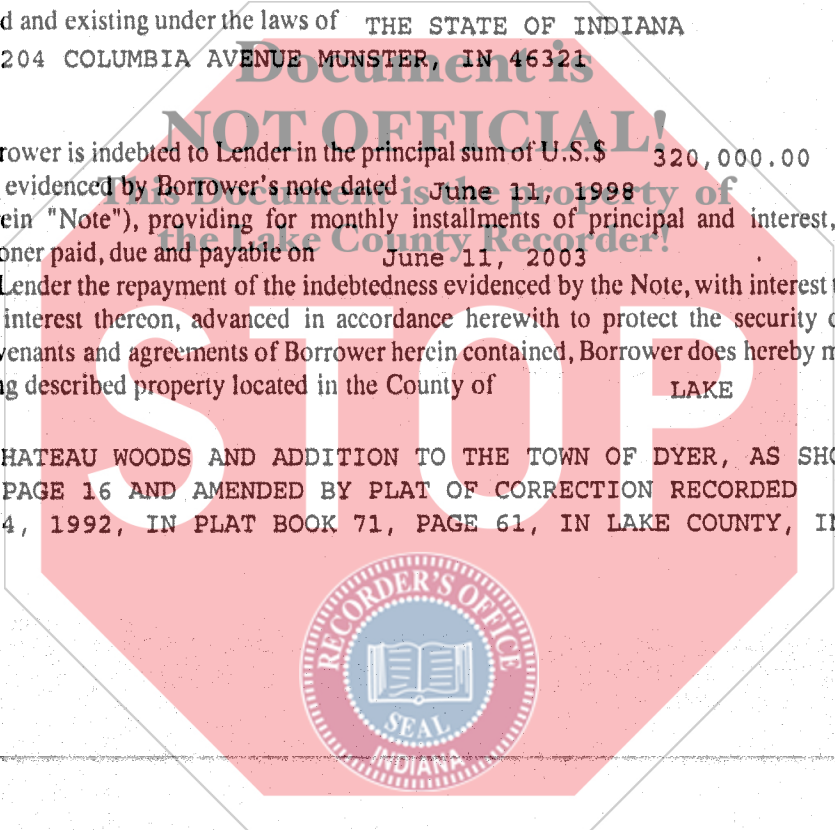 d and existing under the laws of THE STATE OF INDIANA
204 COLUMBIA AVENUE MUNSTER, IN 46321
Document is
NOT OFFICIAL!
rower is indebted to Lender in the principal sum of U.S.$ 320,000.00
evidenced by Borrower's note dated June 11, 1998
This Document is the property of
ein "Note"), providing for monthly installments of principal and interest,
the Lake County Recorder!
oner paid, due and payable on June 11, 2003 .
Lender the repayment of the indebtedness evidenced by the Note, with interest
interest thereon, advanced in accordance herewith to protect the security
venants and agreements of Borrower herein contained, Borrower does hereby m
g described property located in the County of LAKE
STOP
HATEAU WOODS AND ADDITION TO THE TOWN OF DYER, AS SHO
PAGE 16 AND AMENDED BY PLAT OF CORRECTION RECORDED
4, 1992, IN PLAT BOOK 71, PAGE 61, IN LAKE COUNTY, IN
RECORDER'S OFFICE
SEAL
INDIANA